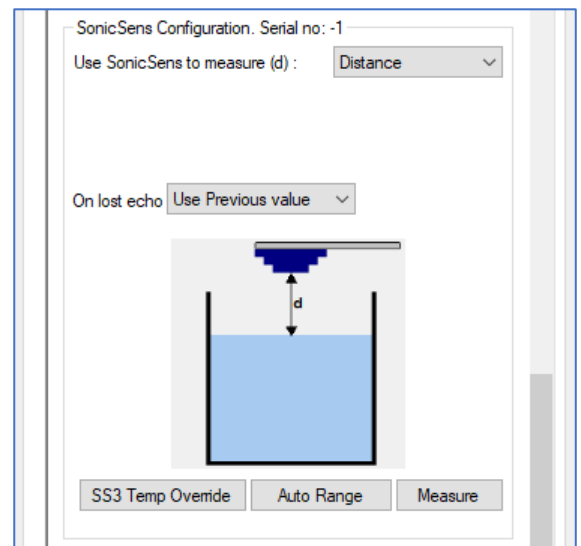 SonicSens Configuration. Serial no: -1
Use SonicSens to measure (d) : Distance
On lost echo Use Previous value
d
SS3 Temp Override Auto Range Measure